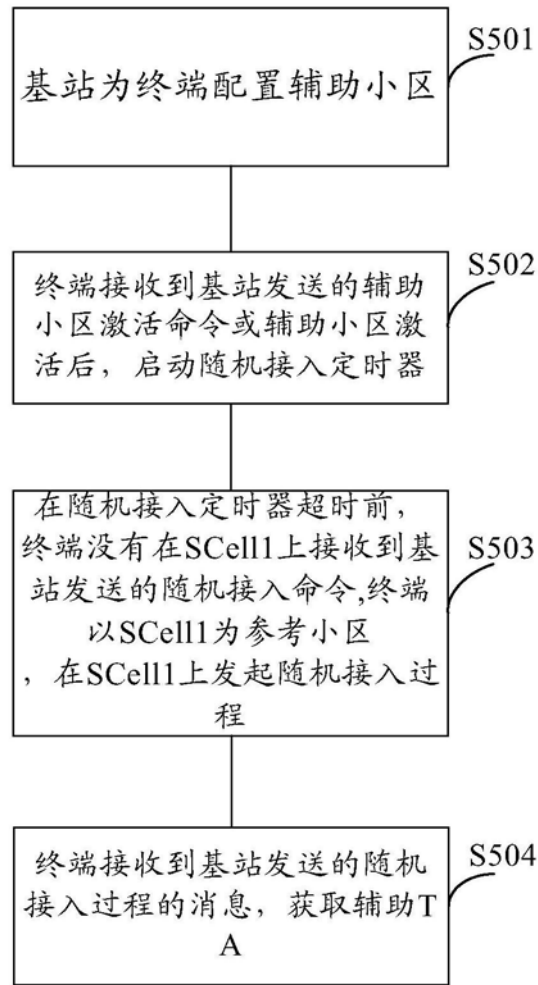 S501
基站为终端配置辅助小区
S502
终端接收到基站发送的辅助
小区激活命令或辅助小区激
活后，启动随机接入定时器
在随机接入定时器超时前，
终端没有在SCell1上接收到基
站发送的随机接入命令,终端
以SCell1为参考小区
，在SCell1上发起随机接入过
程
S503
终端接收到基站发送的随机
接入过程的消息，获取辅助T
A
S504